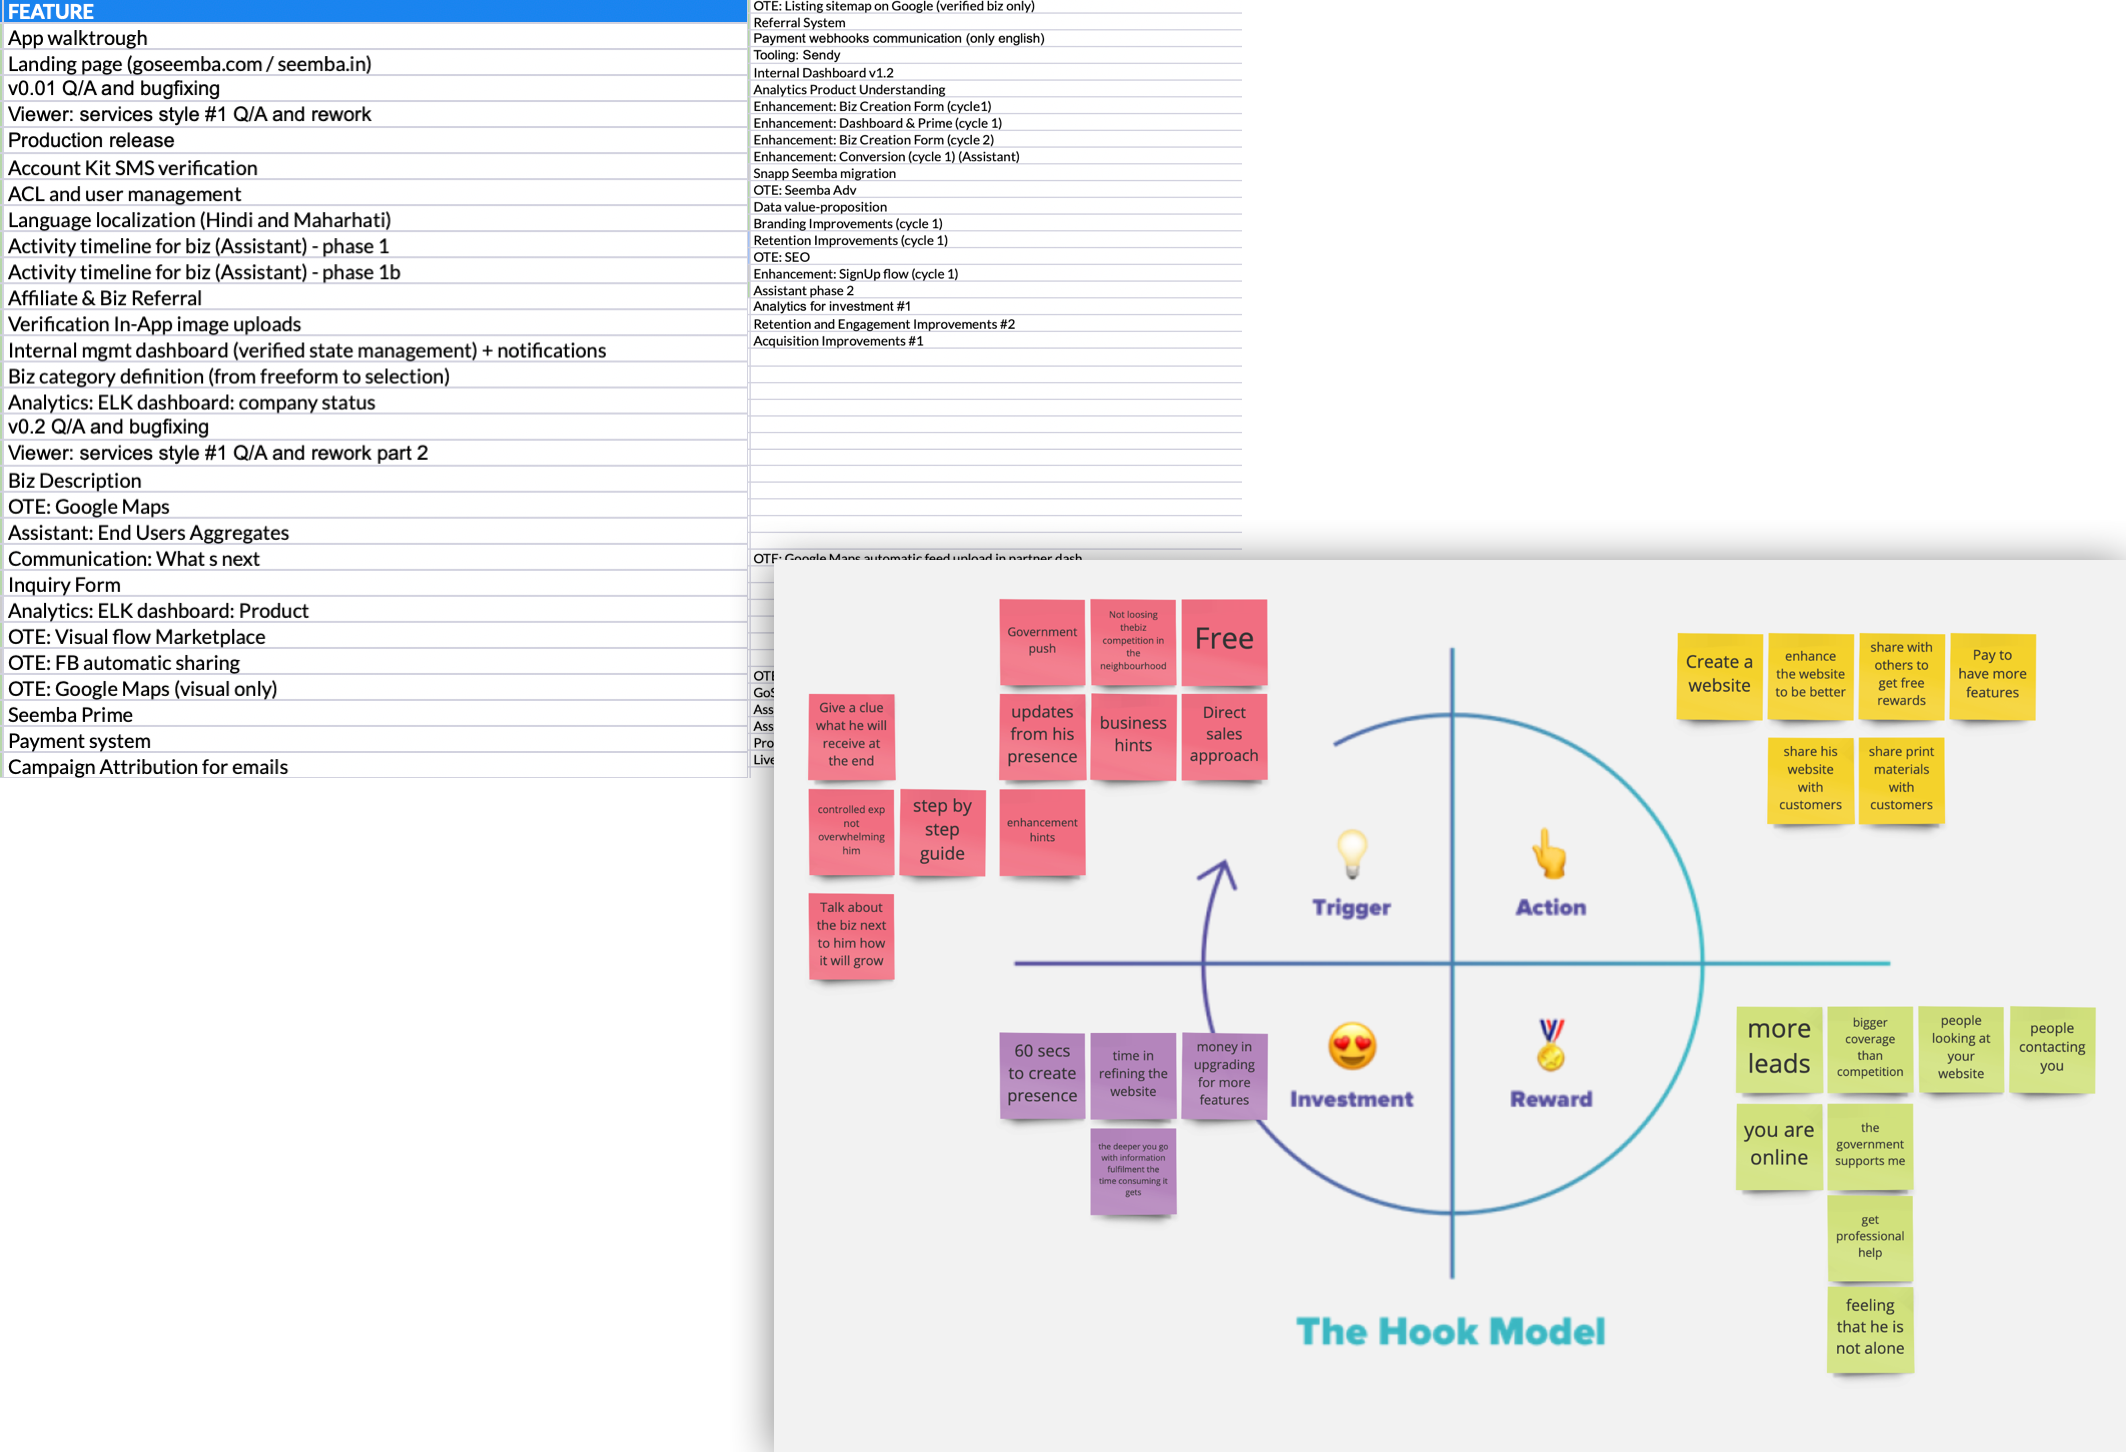 FEATURE
App walktrough
Landing page (goseemba.com / seemba.in)
v0.01 Q/A and bugfixing
Viewer: services style #1 Q/A and rework
Production release
Account Kit SMS verification
ACL and user management
Language localization (Hindi and Maharhati)
Activity timeline for biz (Assistant) - phase 1
Activity timeline for biz (Assistant) - phase 1b
Affiliate & Biz Referral
Verification In-App image uploads
Internal mgmt dashboard (verified state management) + notifications
Biz category definition (from freeform to selection)
Analytics: ELK dashboard: company status
v0.2 Q/A and bugfixing
Viewer: services style #1 Q/A and rework part 2
Biz Description
OTE: Google Maps
Assistant: End Users Aggregates
Communication: What s next
Inquiry Form
Analytics: ELK dashboard: Product
OTE: Visual flow Marketplace
OTE: FB automatic sharing
OTE: Google Maps (visual only)
Seemba Prime
Payment system
Campaign Attribution for emails
OTE: Listing sitemap on Google (verified biz only)
Referral System
Payment webhooks communication (only english)
Tooling: Sendy
Internal Dashboard v1.2
Analytics Product Understanding
Enhancement: Biz Creation Form (cycle1)
Enhancement: Dashboard & Prime (cycle 1)
Enhancement: Biz Creation Form (cycle 2)
Enhancement: Conversion (cycle 1) (Assistant)
Snapp Seemba migration
OTE: Seemba Adv
Data value-proposition
Branding Improvements (cycle 1)
Retention Improvements (cycle 1)
OTE: SEO
Enhancement: SignUp flow (cycle 1)
Assistant phase 2
Analytics for investment #1
Retention and Engagement Improvements #2
Acquisition Improvements #1
OTE: Google Maps automatic feed upload in partner dash
OTE
GoS
Ass
Ass
Pro
Live
Government
push
Not loosing
thebiz
competition in
the
neighbourhood
Free
Give a clue
what he will
receive at
the end
updates
from his
presence
business
hints
Direct
sales
approach
controlled exp
not
overwhelming
him
step by
step
guide
enhancement
hints
Talk about
the biz next
to him how
it will grow
Create a
website
enhance
the website
to be better
share with
others to
get free
rewards
Pay to
have more
features
share his
website
with
customers
share print
materials
with
customers
Trigger
Action
Investment
Reward
60 secs
to create
presence
time in
refining the
website
money in
upgrading
for more
features
the deeper you go
with information
fulfilment the
time consuming it
gets
more
leads
bigger
coverage
than
competition
people
looking at
your
website
people
contacting
you
you are
online
the
government
supports me
get
professional
help
feeling
that he is
not alone
The Hook Model